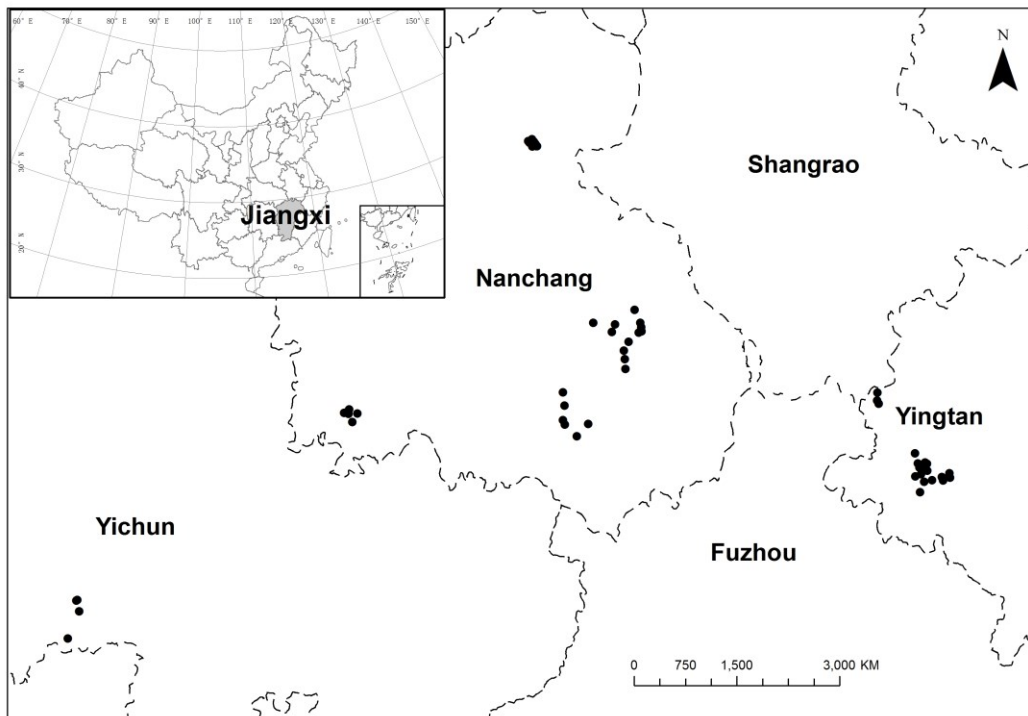 60° E 70° E 80° E 90° E 100° E 110° E 120° E 130° E 140° E 150° E
40° N
30° N
20° N
Jiangxi
N
Shangrao
Nanchang
Yingtan
Yichun
Fuzhou
0 750 1,500 3,000 KM